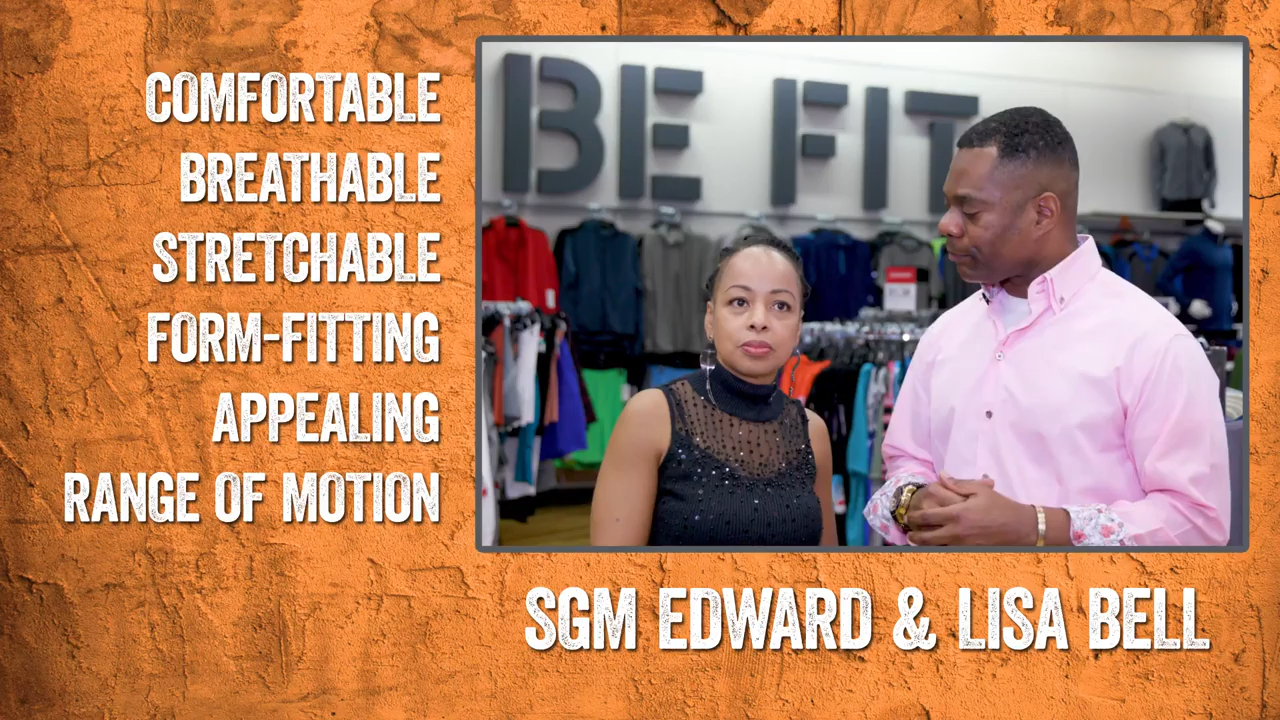 COMFORTABLE
BREATHABLE
STRETCHABLE
FORM-FITTING
APPEALING
RANGE OF MOTION
BE FIT
SGM EDWARD & LISA BELL